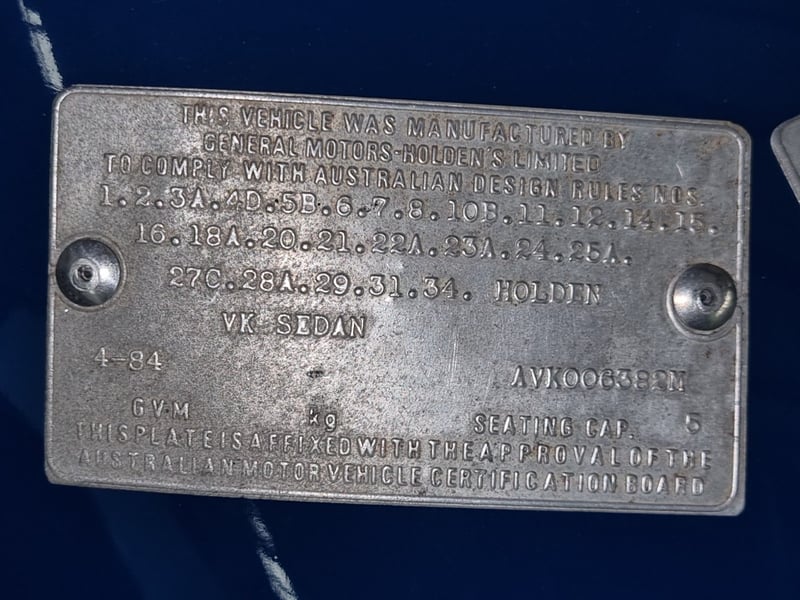 THIS VEHICLE WAS MANUFACTURED BY
GENERAL MOTORS-HOLDEN'S LIMITED
TO COMPLY WITH AUSTRALIAN DESIGN RULES NOS.
1.2.3A.4D.5B.6.7.8.10B.11.12.14.15.
16.18A.20.21.22A.23A.24.25A.
27C.28A.29.31.34. HOLDEN
VK SEDAN
4-84 AVK006382M
GVM kg SEATING CAP. 5
THIS PLATE IS AFFIXED WITH THE APPROVAL OF THE
AUSTRALIAN MOTOR VEHICLE CERTIFICATION BOARD